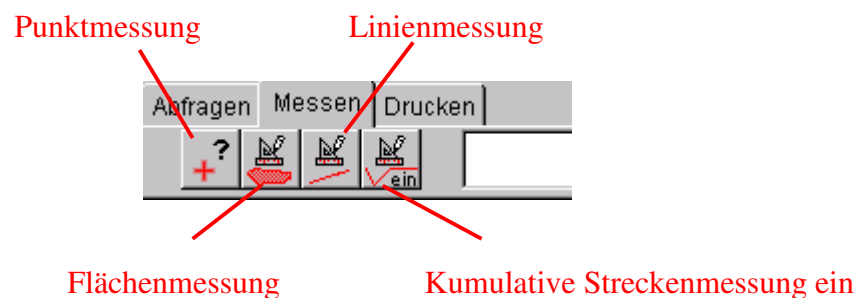 Punktmessung Linienmessung
Abfragen Messen Drucken
?
ein
Flächenmessung Kumulative Streckenmessung ein